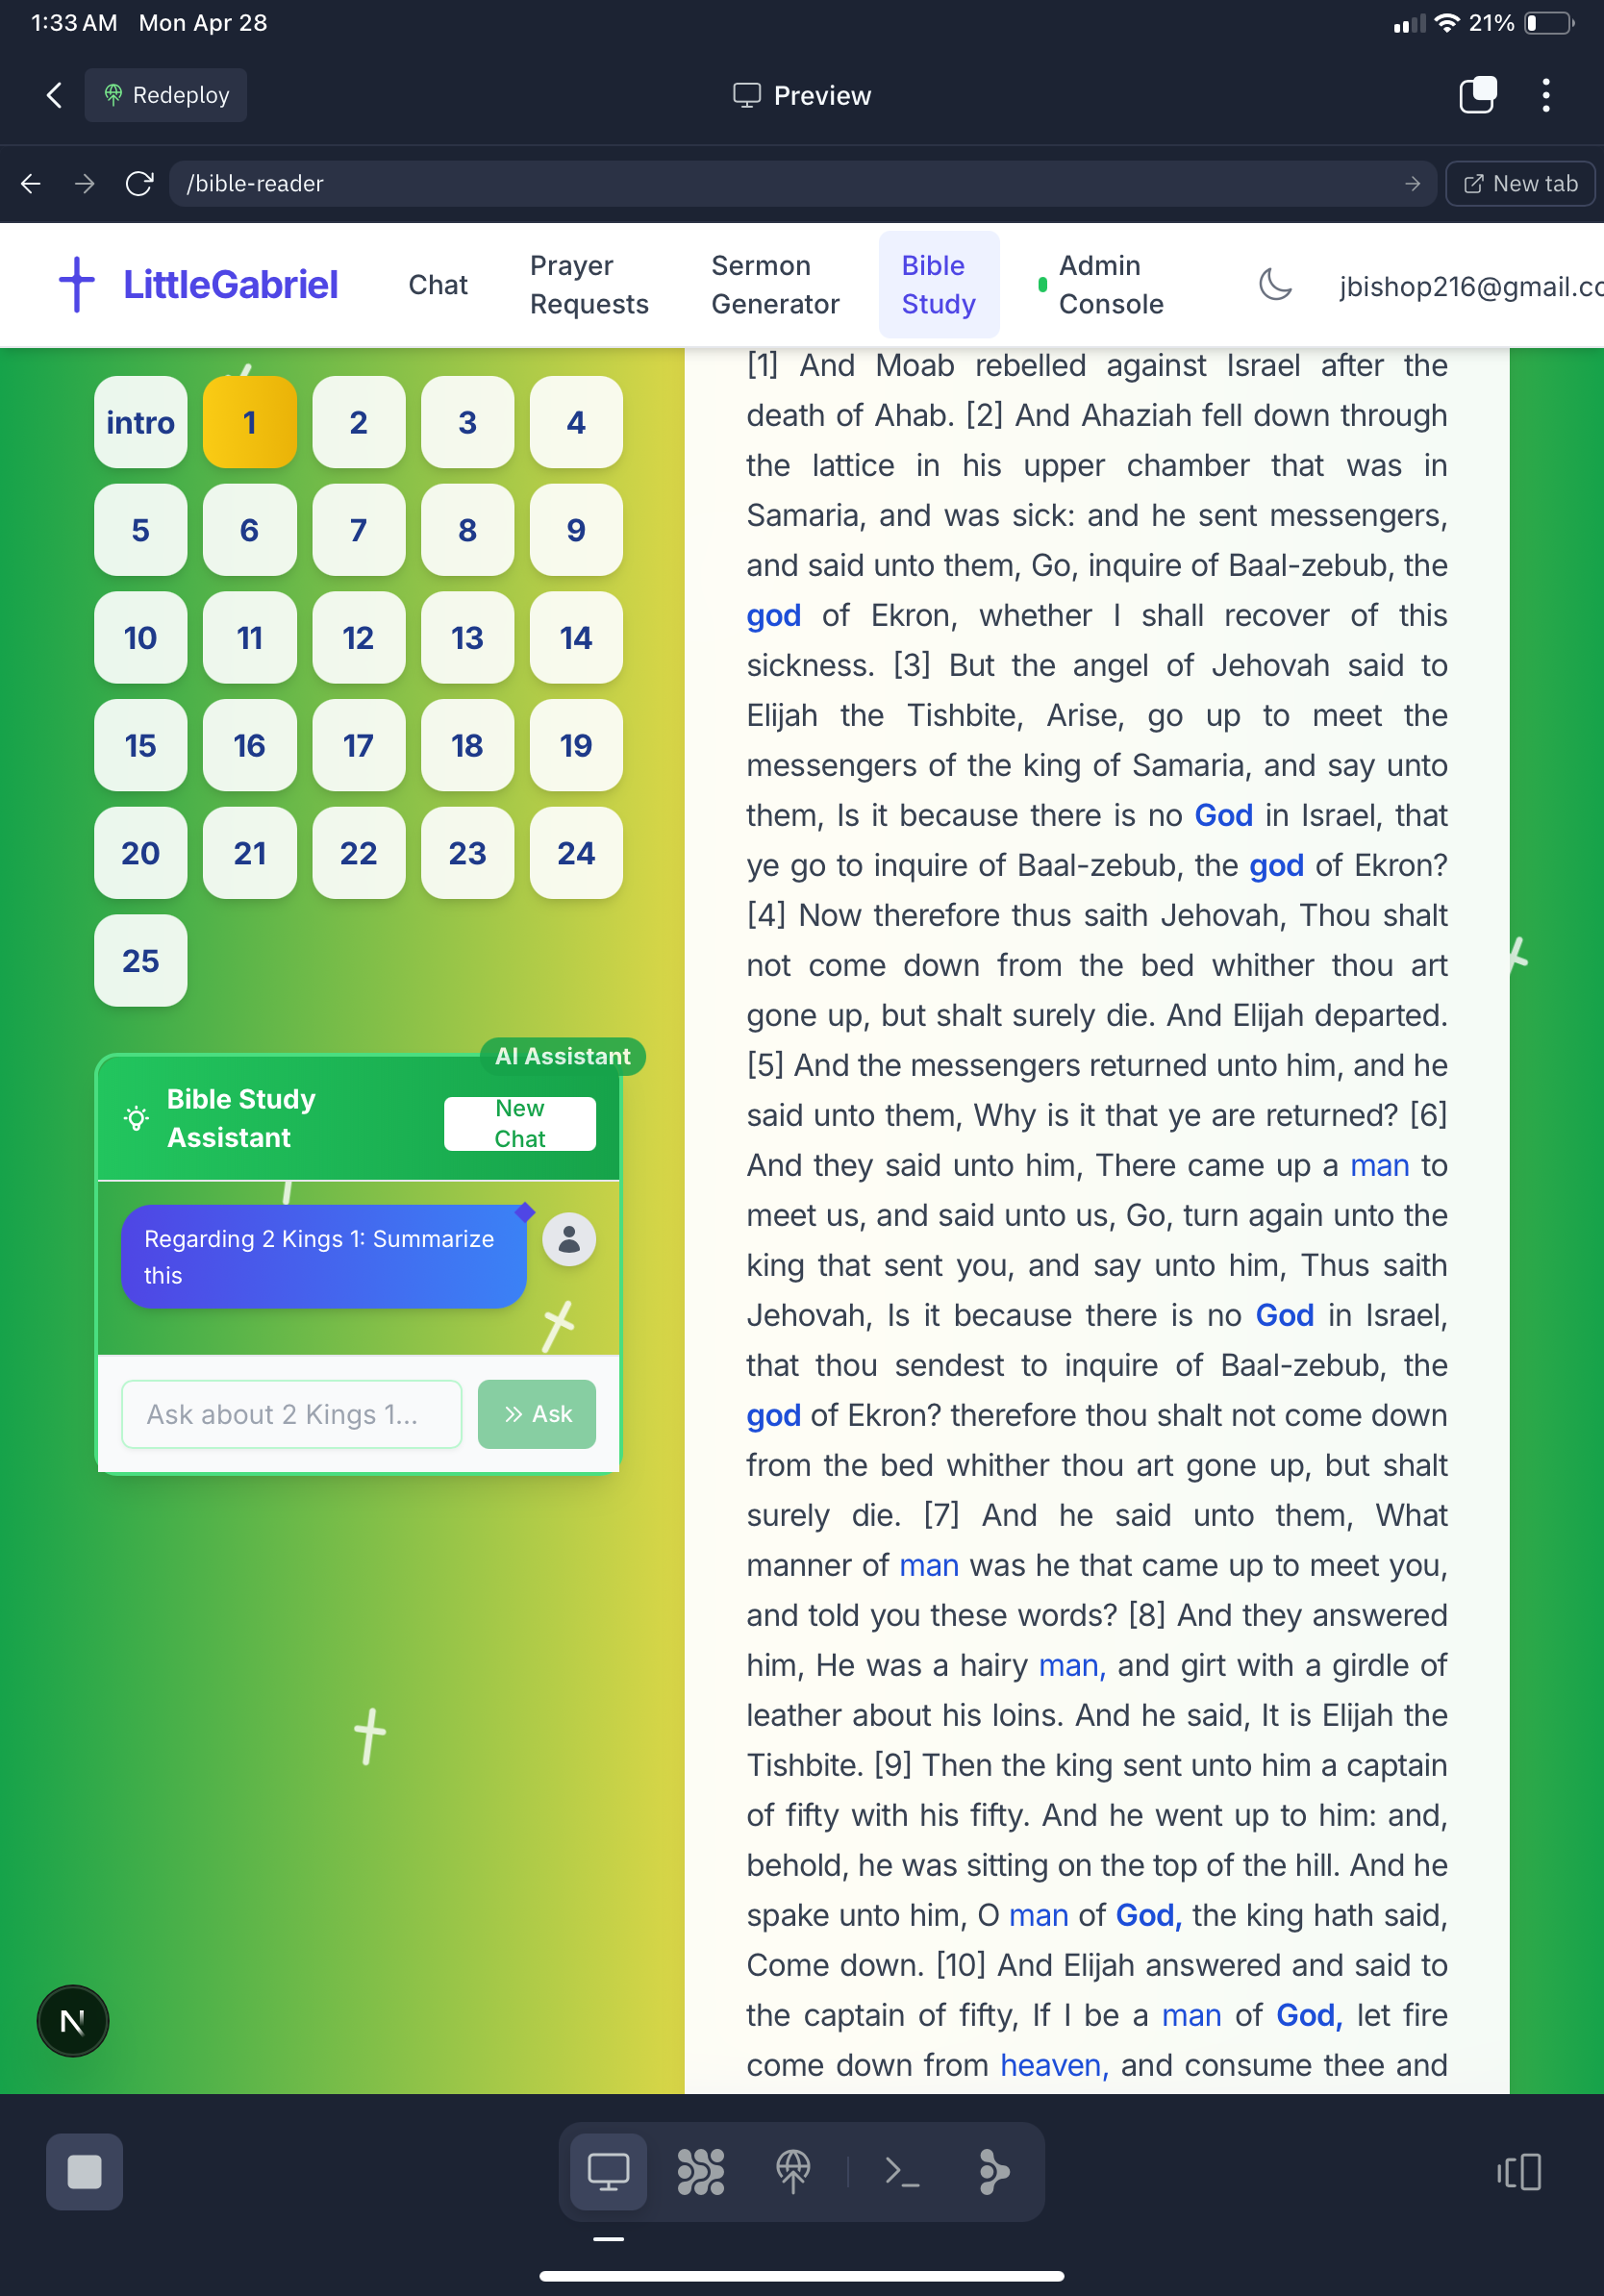 1:33 AM Mon Apr 28
21%
Redeploy
Preview
/bible-reader
New tab
LittleGabriel
Chat
Prayer
Requests
Sermon
Generator
Bible
Study
Admin
Console
jbishop216@gmail.co
intro 1 2 3 4
5 6 7 8 9
10 11 12 13 14
15 16 17 18 19
20 21 22 23 24
25
AI Assistant
Bible Study
Assistant
New
Chat
Regarding 2 Kings 1: Summarize
this
Ask about 2 Kings 1...
Ask
N
[1] And Moab rebelled against Israel after the
death of Ahab. [2] And Ahaziah fell down through
the lattice in his upper chamber that was in
Samaria, and was sick: and he sent messengers,
and said unto them, Go, inquire of Baal-zebub, the
god of Ekron, whether I shall recover of this
sickness. [3] But the angel of Jehovah said to
Elijah the Tishbite, Arise, go up to meet the
messengers of the king of Samaria, and say unto
them, Is it because there is no God in Israel, that
ye go to inquire of Baal-zebub, the god of Ekron?
[4] Now therefore thus saith Jehovah, Thou shalt
not come down from the bed whither thou art
gone up, but shalt surely die. And Elijah departed.
[5] And the messengers returned unto him, and he
said unto them, Why is it that ye are returned? [6]
And they said unto him, There came up a man to
meet us, and said unto us, Go, turn again unto the
king that sent you, and say unto him, Thus saith
Jehovah, Is it because there is no God in Israel,
that thou sendest to inquire of Baal-zebub, the
god of Ekron? therefore thou shalt not come down
from the bed whither thou art gone up, but shalt
surely die. [7] And he said unto them, What
manner of man was he that came up to meet you,
and told you these words? [8] And they answered
him, He was a hairy man, and girt with a girdle of
leather about his loins. And he said, It is Elijah the
Tishbite. [9] Then the king sent unto him a captain
of fifty with his fifty. And he went up to him: and,
behold, he was sitting on the top of the hill. And he
spake unto him, O man of God, the king hath said,
Come down. [10] And Elijah answered and said to
the captain of fifty, If I be a man of God, let fire
come down from heaven, and consume thee and